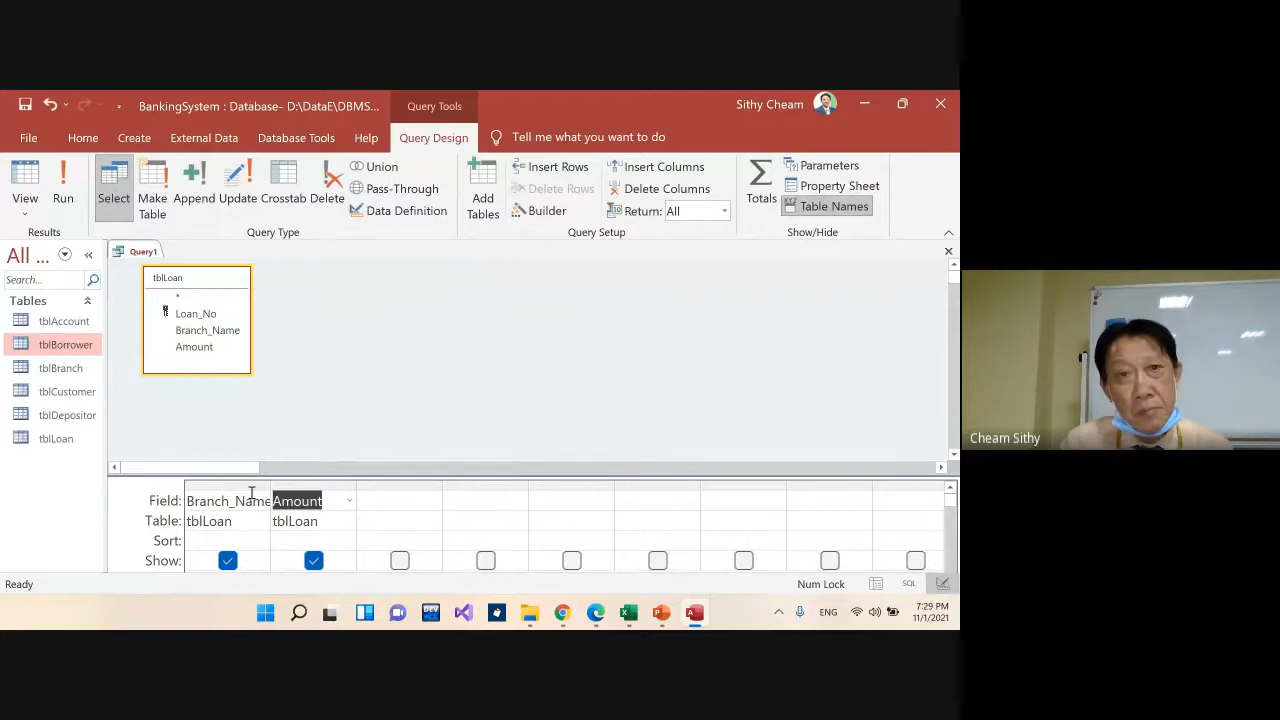 BankingSystem : Database- D:\DataE\DBMS...
Query Tools
Sithy Cheam
File
Home
Create
External Data
Database Tools
Help
Query Design
Tell me what you want to do
View
Run
Select
Make Table
Append
Update
Crosstab
Delete
Union
Pass-Through
Data Definition
Add Tables
Insert Rows
Delete Rows
Builder
Insert Columns
Delete Columns
Return: All
Totals
Parameters
Property Sheet
XYZ
Table Names
Results
Query Type
Query Setup
Show/Hide
All ...
Search...
Tables
tblAccount
tblBorrower
tblBranch
tblCustomer
tblDepositor
tblLoan
Query1
tblLoan
*
Loan_No
Branch_Name
Amount
Field: Branch_Name Amount
Table: tblLoan tblLoan
Sort:
Show:
Ready
Num Lock
SQL
DEV
ENG
7:29 PM
11/1/2021
Cheam Sithy